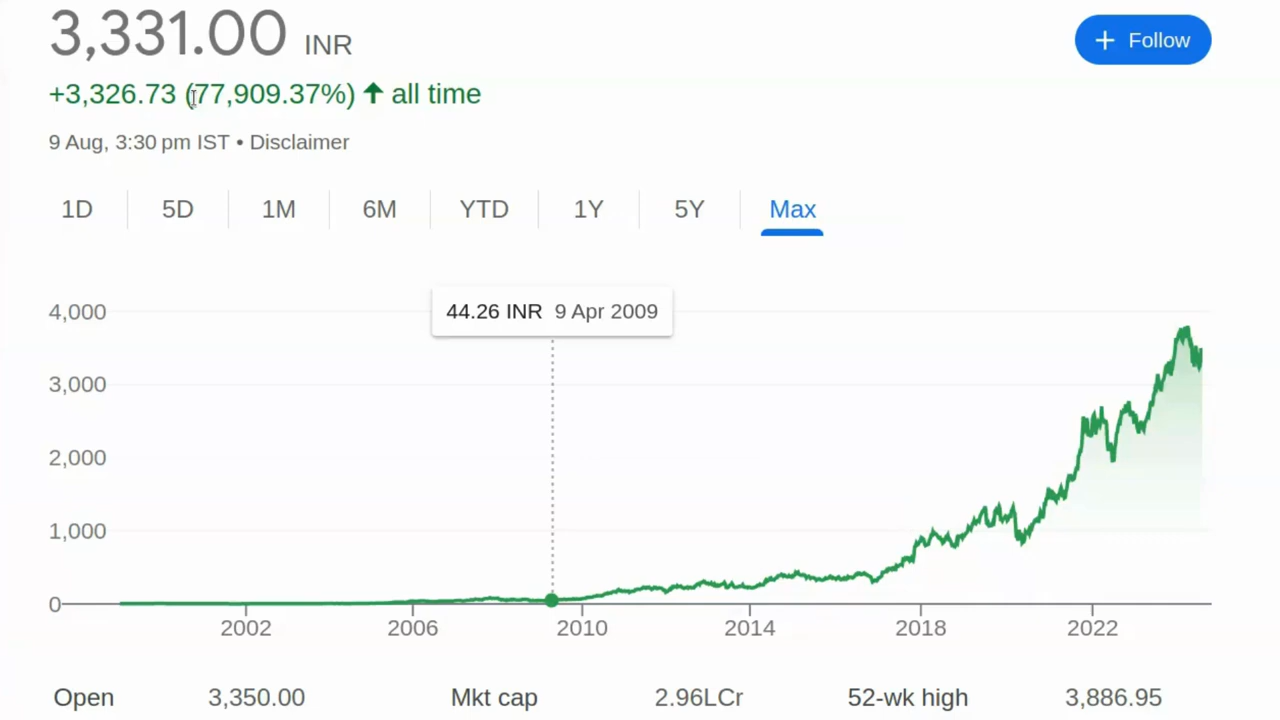 3,331.00 INR
+ Follow
+3,326.73 (77,909.37%) ↑ all time
9 Aug, 3:30 pm IST • Disclaimer
1D 5D 1M 6M YTD 1Y 5Y Max
44.26 INR 9 Apr 2009
4,000
3,000
2,000
1,000
0
2002 2006 2010 2014 2018 2022
Open 3,350.00 Mkt cap 2.96LCr 52-wk high 3,886.95